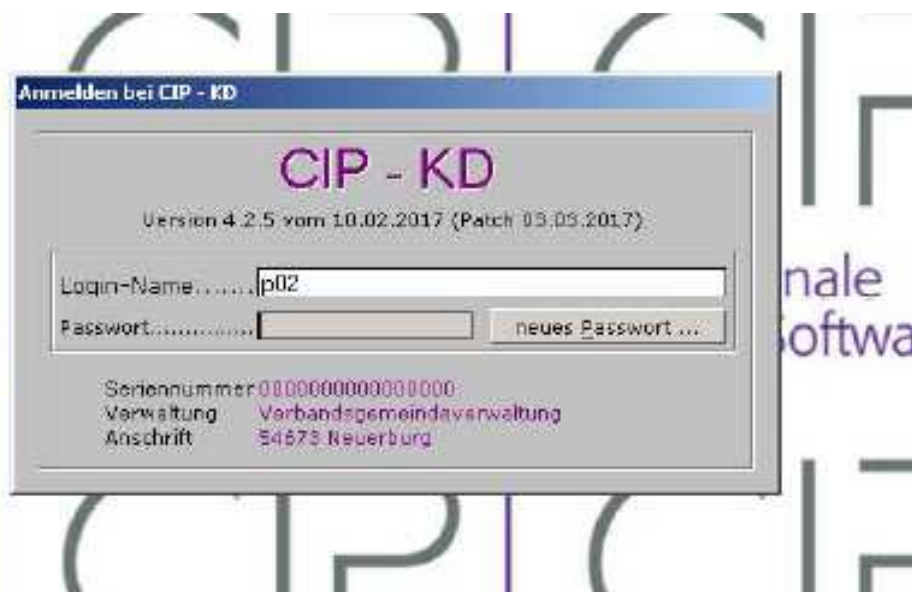 Anmelden bei CIP - KD
CIP - KD
Version 4.2.5 vom 10.02.2017 (Patch 03.03.2017)
Login-Name.......p02
Passwort..............
neues Passwort ...
Seriennummer
Verwaltung Verbandsgemeindeverwaltung
Anschrift 54673 Neuerburg
nale
oftwa